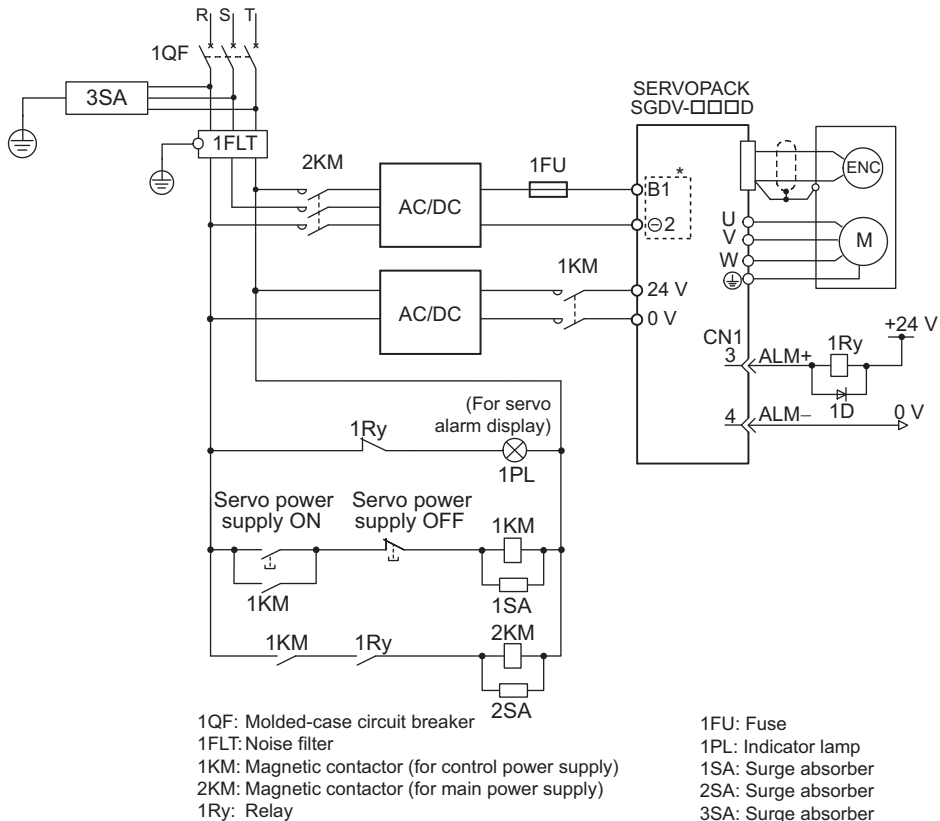 R S T
1QF
3SA
1FLT
2KM
AC/DC
1FU
SERVOPACK
SGDV-□□□D
B1
*
⊖2
ENC
U
V
W
M
AC/DC
1KM
24 V
0 V
CN1
3 ALM+
1Ry
+24 V
1D
4 ALM−
0 V
(For servo
alarm display)
1Ry
1PL
Servo power
supply ON
Servo power
supply OFF
1KM
1KM
1SA
1KM
1Ry
2KM
2SA
1QF: Molded-case circuit breaker
1FLT: Noise filter
1KM: Magnetic contactor (for control power supply)
2KM: Magnetic contactor (for main power supply)
1Ry: Relay
1FU: Fuse
1PL: Indicator lamp
1SA: Surge absorber
2SA: Surge absorber
3SA: Surge absorber